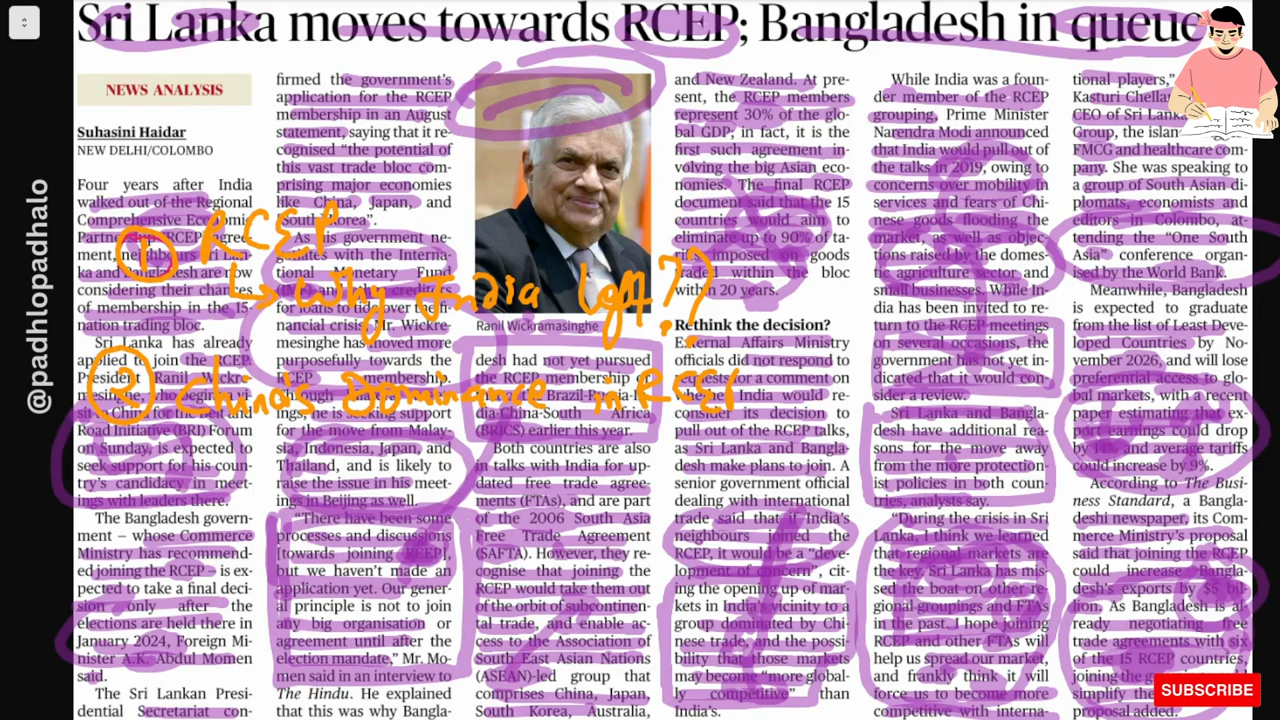 Sri Lanka moves towards RCEP; Bangladesh in queue
NEWS ANALYSIS
Suhasini Haidar
NEW DELHI/COLOMBO
Four years after India
walked out of the Regional
Comprehensive Economic
Partnership (RCEP) agree-
ment, neighbours Sri Lan-
ka and Bangladesh are now
considering their chances
of membership in the 15-
nation trading bloc.
Sri Lanka has already
applied to join the RCEP.
President Ranil Wickre-
mesinghe, who begins a vi-
sit to China for the Belt and
Road Initiative (BRI) Forum
on Sunday, is expected to
seek support for his coun-
try's candidacy in meet-
ings with leaders there.
The Bangladesh govern-
ment – whose Commerce
Ministry has recommend-
ed joining the RCEP – is ex-
pected to take a final deci-
sion only after the
elections are held there in
January 2024, Foreign Mi-
nister A.K. Abdul Momen
said.
The Sri Lankan Presi-
dential Secretariat con-
firmed the government's
application for the RCEP
membership in an August
statement, saying that it re-
cognised "the potential of
this vast trade bloc com-
prising major economies
like China, Japan, and
South Korea".
As his government ne-
gotiates with the Interna-
tional Monetary Fund
(IMF) and other creditors
for loans to tide over the fi-
nancial crisis, Mr. Wickre-
mesinghe has moved more
purposefully towards the
RCEP membership.
Through
ings, he is seeking support
for the move from Malay-
sia, Indonesia, Japan, and
Thailand, and is likely to
raise the issue in his meet-
ings in Beijing as well.
"There have been some
processes and discussions
[towards joining RCEP],
but we haven't made an
application yet. Our gener-
al principle is not to join
any big organisation or
agreement until after the
election mandate," Mr. Mo-
men said in an interview to
The Hindu. He explained
that this was why Bangla-
Ranil Wickramasinghe
desh had not yet pursued
the RCEP membership or
the Brazil-Russia-In-
dia-China-South Africa
(BRICS) earlier this year.
Both countries are also
in talks with India for up-
dated free trade agree-
ments (FTAs), and are part
of the 2006 South Asia
Free Trade Agreement
(SAFTA). However, they re-
cognise that joining the
RCEP would take them out
of the orbit of subcontinen-
tal trade, and enable ac-
cess to the Association of
South East Asian Nations
(ASEAN)-led group that
comprises China, Japan,
South Korea, Australia,
and New Zealand. At pre-
sent, the RCEP members
represent 30% of the glo-
bal GDP; in fact, it is the
first such agreement in-
volving the big Asian eco-
nomies. The final RCEP
document said that the 15
countries would aim to
eliminate up to 90% of ta-
riffs imposed on goods
traded within the bloc
within 20 years.
Rethink the decision?
External Affairs Ministry
officials did not respond to
requests for a comment on
whether India would re-
consider its decision to
pull out of the RCEP talks,
as Sri Lanka and Bangla-
desh make plans to join. A
senior government official
dealing with international
trade said that if India's
neighbours joined the
RCEP, it would be a "deve-
lopment of concern", cit-
ing the opening up of mar-
kets in India's vicinity to a
group dominated by Chi-
nese trade, and the possi-
bility that those markets
may become "more global-
ly competitive" than
India's.
While India was a foun-
der member of the RCEP
grouping, Prime Minister
Narendra Modi announced
that India would pull out of
the talks in 2019, owing to
concerns over mobility in
services and fears of Chi-
nese goods flooding the
market, as well as objec-
tions raised by the domes-
tic agriculture sector and
small businesses. While In-
dia has been invited to re-
turn to the RCEP meetings
on several occasions, the
government has not yet in-
dicated that it would con-
sider a review.
Sri Lanka and Bangla-
desh have additional rea-
sons for the move away
from the more protection-
ist policies in both coun-
tries, analysts say.
"During the crisis in Sri
Lanka, I think we learned
that regional markets are
the key. Sri Lanka has mis-
sed the boat on other re-
gional groupings and FTAs
in the past. I hope joining
RCEP and other FTAs will
help us spread our market,
and frankly think it will
force us to become more
competitive with interna-
tional players,"
Kasturi Chella
CEO of Sri Lanka
Group, the islan
FMCG and healthcare com-
pany. She was speaking to
a group of South Asian di-
plomats, economists and
editors in Colombo, at-
tending the "One South
Asia" conference organ-
ised by the World Bank.
Meanwhile, Bangladesh
is expected to graduate
from the list of Least Deve-
loped Countries by No-
vember 2026, and will lose
preferential access to glo-
bal markets, with a recent
paper estimating that ex-
port earnings could drop
by 14% and average tariffs
could increase by 9%.
According to The Busi-
ness Standard, a Bangla-
deshi newspaper, its Com-
merce Ministry's proposal
said that joining the RCEP
could increase Bangla-
desh's exports by $5 bil-
lion. As Bangladesh is al-
ready negotiating free
trade agreements with six
of the 15 RCEP countries,
joining the
simplify the
proposal added.
① RCEP
↳ Why India left??
② China's Dominance in RCEP
@padhlopadhalo
SUBSCRIBE